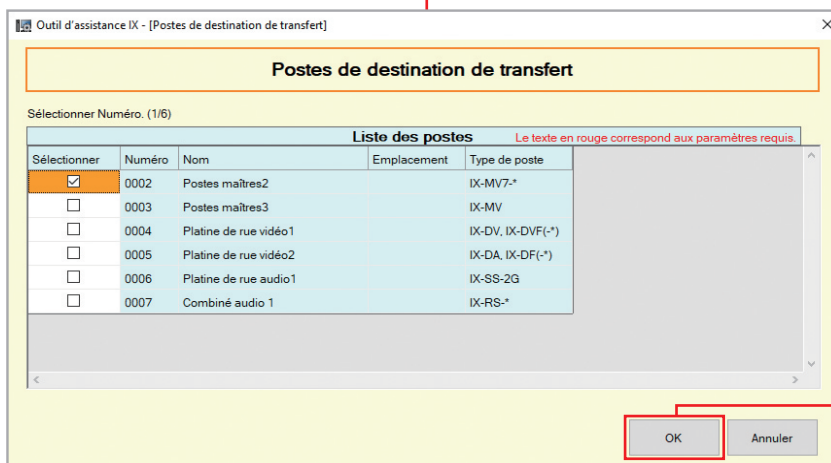 Outil d'assistance IX - [Postes de destination de transfert]
Postes de destination de transfert
Sélectionner Numéro. (1/6)
Liste des postes Le texte en rouge correspond aux paramètres requis.
Sélectionner Numéro Nom Emplacement Type de poste
0002 Postes maîtres2 IX-MV7-*
0003 Postes maîtres3 IX-MV
0004 Platine de rue vidéo1 IX-DV, IX-DVF(-*)
0005 Platine de rue vidéo2 IX-DA, IX-DF(-*)
0006 Platine de rue audio1 IX-SS-2G
0007 Combiné audio 1 IX-RS-*
OK Annuler